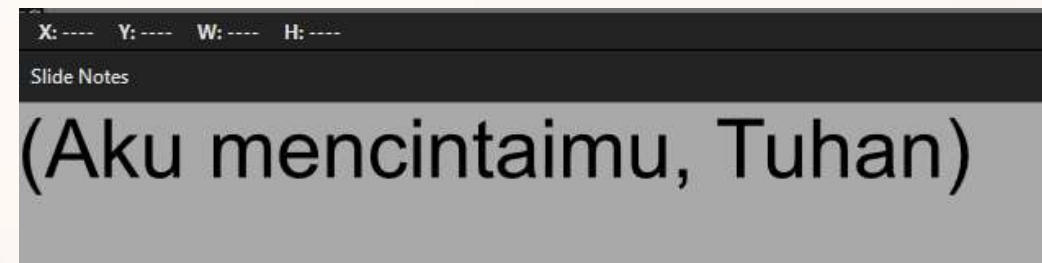 X: ---- Y: ---- W: ---- H: ----
Slide Notes
(Aku mencintaimu, Tuhan)